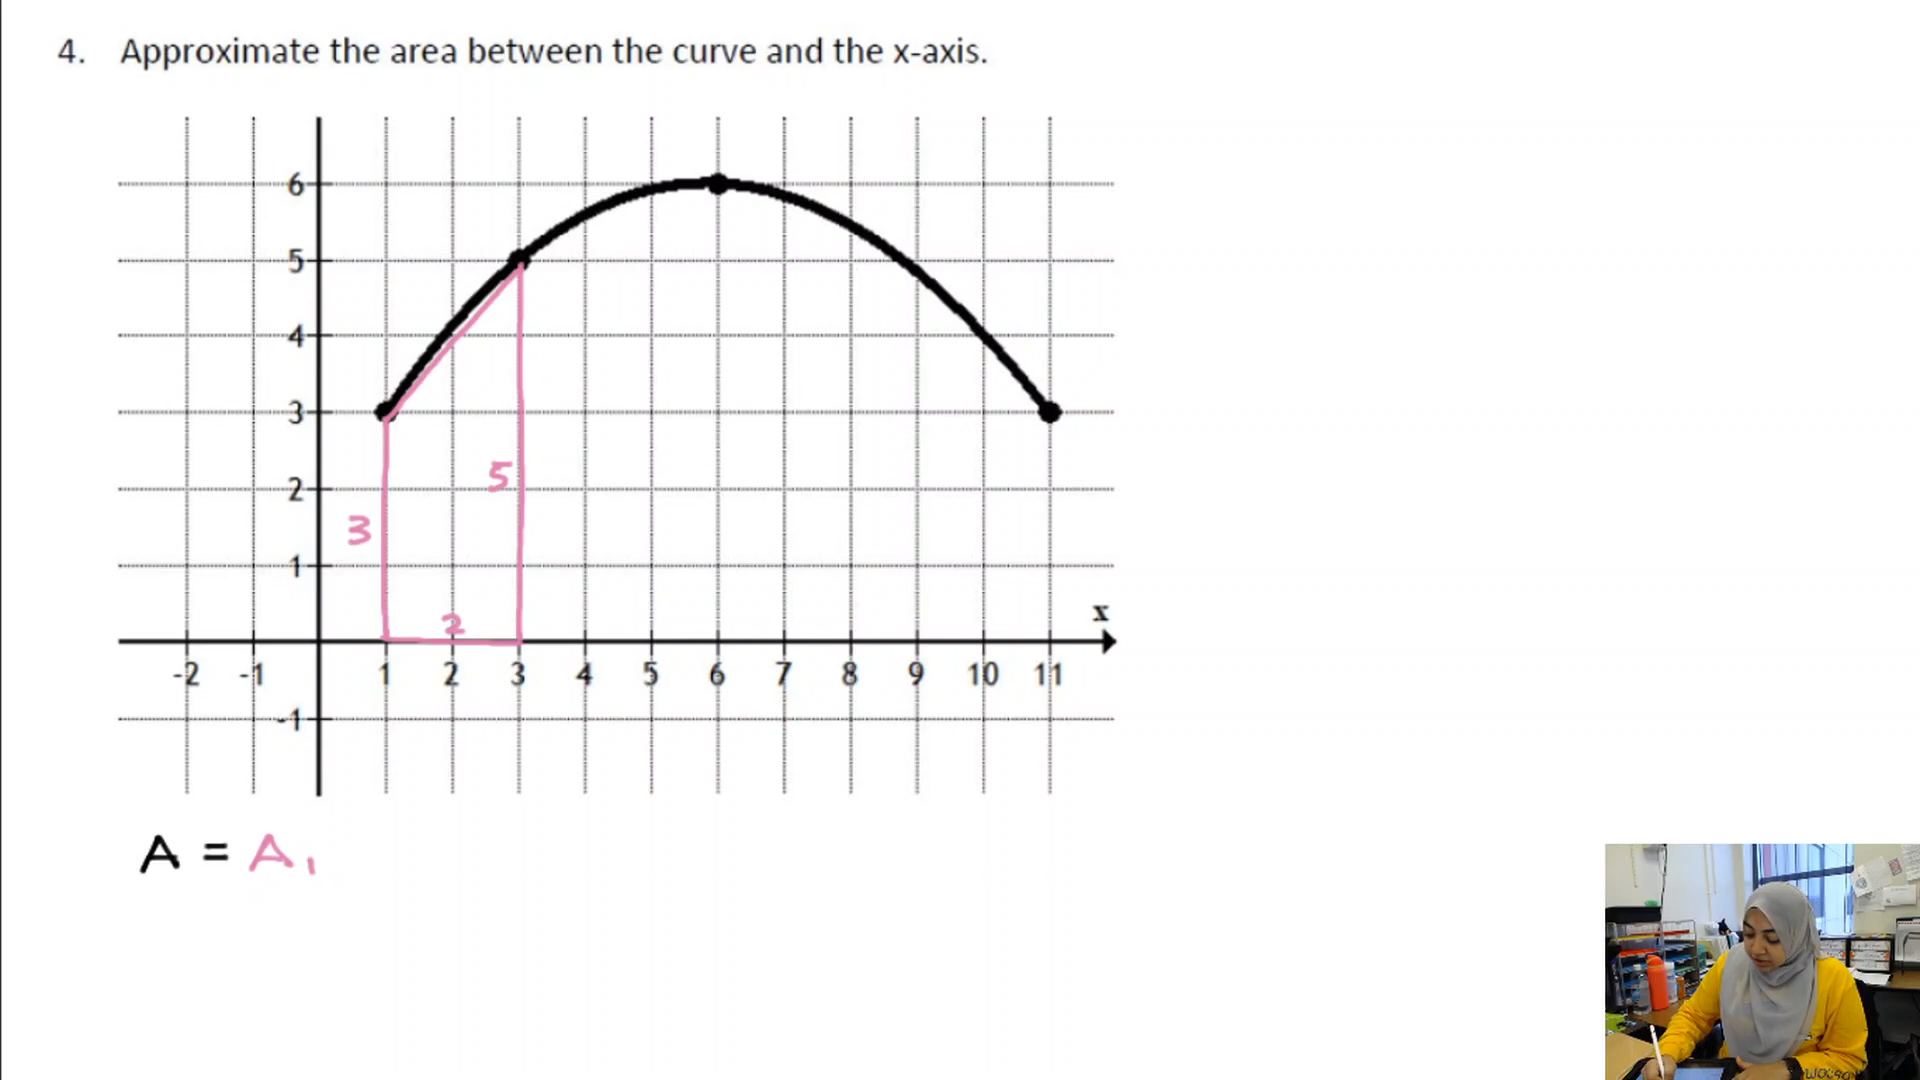 4. Approximate the area between the curve and the x-axis.
6
5
4
3
2
1
-1
5
3
2
x
-2 -1 1 2 3 4 5 6 7 8 9 10 11
A = A₁